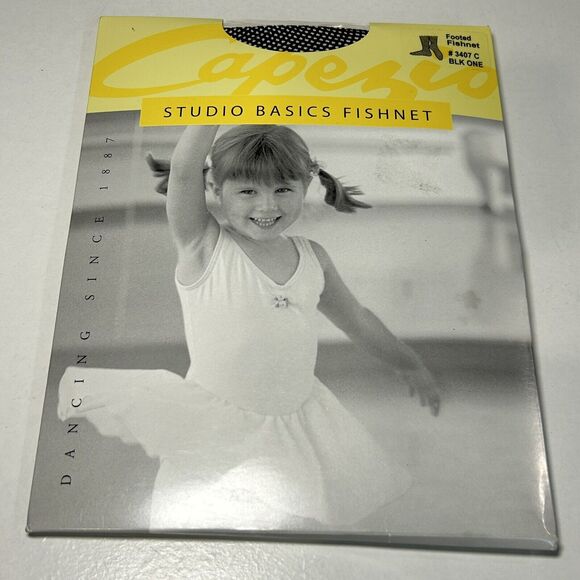 Capezio
Footed
Fishnet
# 3407 C
BLK ONE
STUDIO BASICS FISHNET
DANCING SINCE 1887